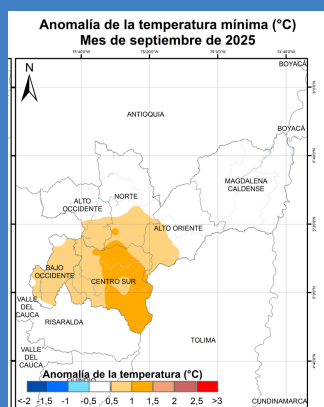 Anomalía de la temperatura mínima (°C)
Mes de septiembre de 2025
N
BOYACÁ
ANTIOQUIA
BOYACÁ
MAGDALENA
CALDENSE
NORTE
ALTO
OCCIDENTE
ALTO ORIENTE
BAJO
OCCIDENTE
CENTRO SUR
VALLE
DEL
CAUCA
RISARALDA
TOLIMA
VALLE
DEL
CAUCA
Anomalía de la temperatura (°C)
<-2 -1,5 -1 -0,5 0,5 1 1,5 2 2,5 >3
CUNDINAMARCA